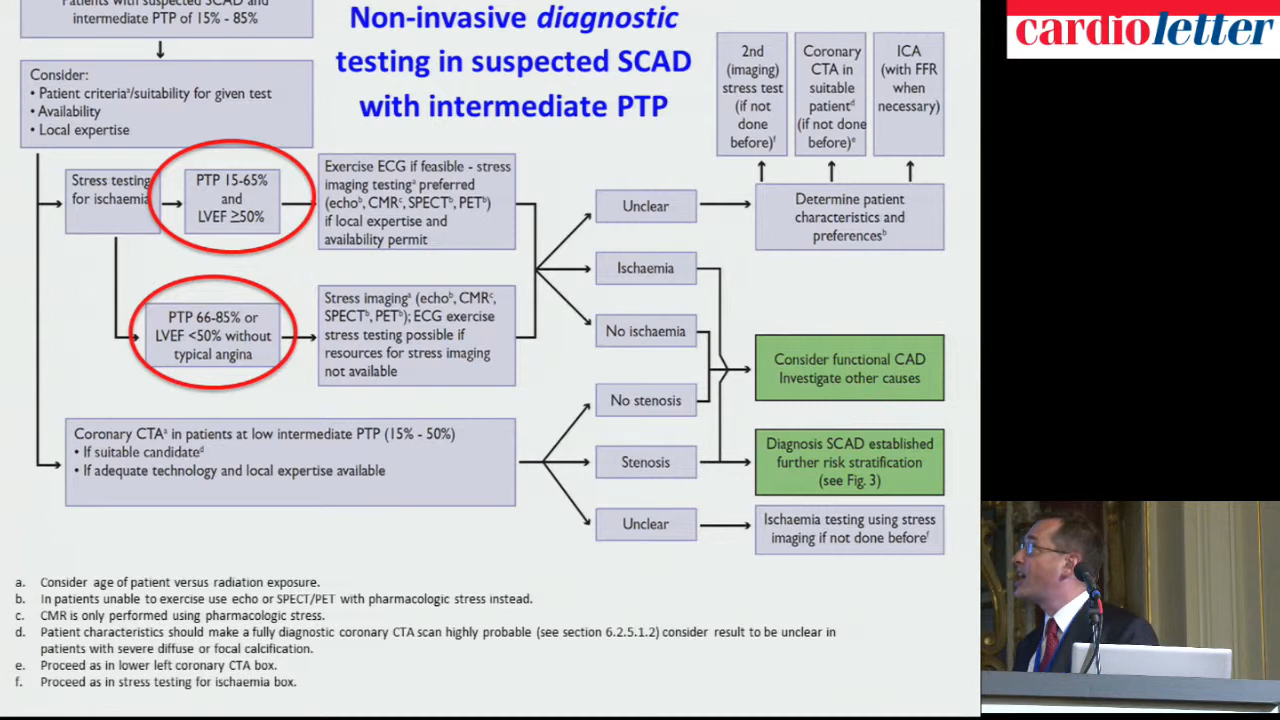 Patients with suspected SCAD and
intermediate PTP of 15% - 85%
Non-invasive diagnostic
testing in suspected SCAD
with intermediate PTP
cardioletter
Consider:
• Patient criteriaᵃ/suitability for given test
• Availability
• Local expertise
2nd
(imaging)
stress test
(if not
done
before)ᶠ
Coronary
CTA in
suitable
patientᵈ
(if not done
before)ᵉ
ICA
(with FFR
when
necessary)
Stress testing
for ischaemia
PTP 15-65%
and
LVEF ≥50%
Exercise ECG if feasible - stress
imaging testingᵃ preferred
(echoᵇ, CMRᶜ, SPECTᵇ, PETᵇ)
if local expertise and
availability permit
Unclear
Determine patient
characteristics and
preferencesᵇ
Ischaemia
PTP 66-85% or
LVEF <50% without
typical angina
Stress imagingᵃ (echoᵇ, CMRᶜ,
SPECTᵇ, PETᵇ); ECG exercise
stress testing possible if
resources for stress imaging
not available
No ischaemia
Consider functional CAD
Investigate other causes
No stenosis
Coronary CTAᵃ in patients at low intermediate PTP (15% - 50%)
• If suitable candidateᵈ
• If adequate technology and local expertise available
Stenosis
Diagnosis SCAD established
further risk stratification
(see Fig. 3)
Unclear
Ischaemia testing using stress
imaging if not done beforeᶠ
a. Consider age of patient versus radiation exposure.
b. In patients unable to exercise use echo or SPECT/PET with pharmacologic stress instead.
c. CMR is only performed using pharmacologic stress.
d. Patient characteristics should make a fully diagnostic coronary CTA scan highly probable (see section 6.2.5.1.2) consider result to be unclear in
patients with severe diffuse or focal calcification.
e. Proceed as in lower left coronary CTA box.
f. Proceed as in stress testing for ischaemia box.